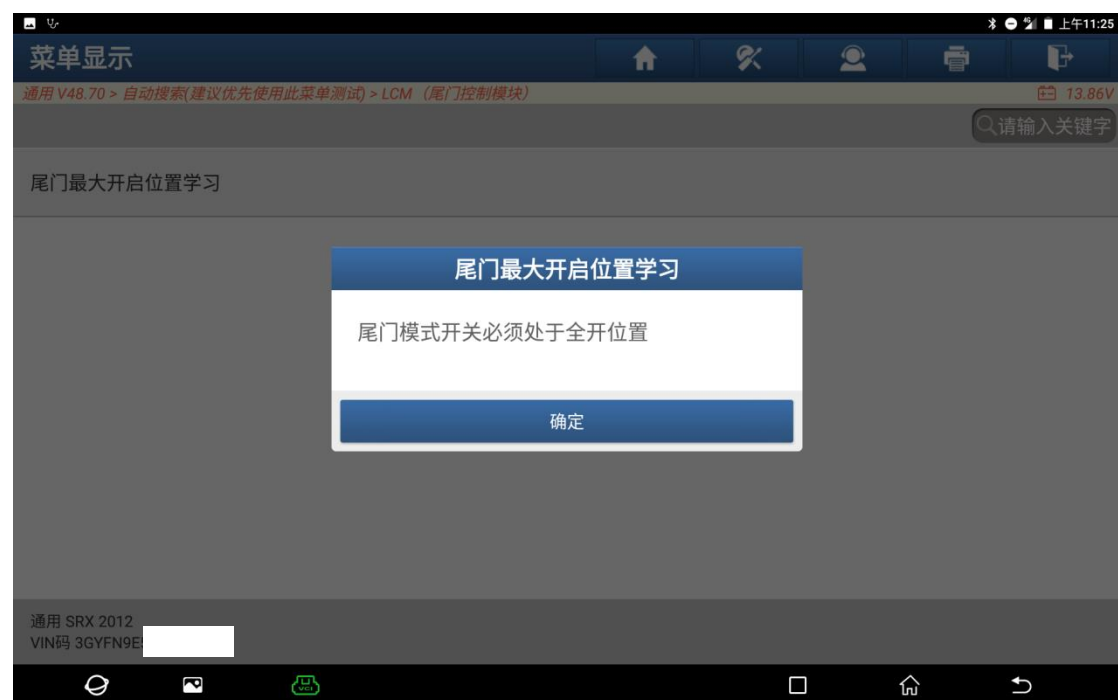 上午11:25
菜单显示
通用 V48.70 > 自动搜索(建议优先使用此菜单测试) > LCM（尾门控制模块）
13.86V
请输入关键字
尾门最大开启位置学习
尾门最大开启位置学习
尾门模式开关必须处于全开位置
确定
通用 SRX 2012
VIN码 3GYFN9E
VCI